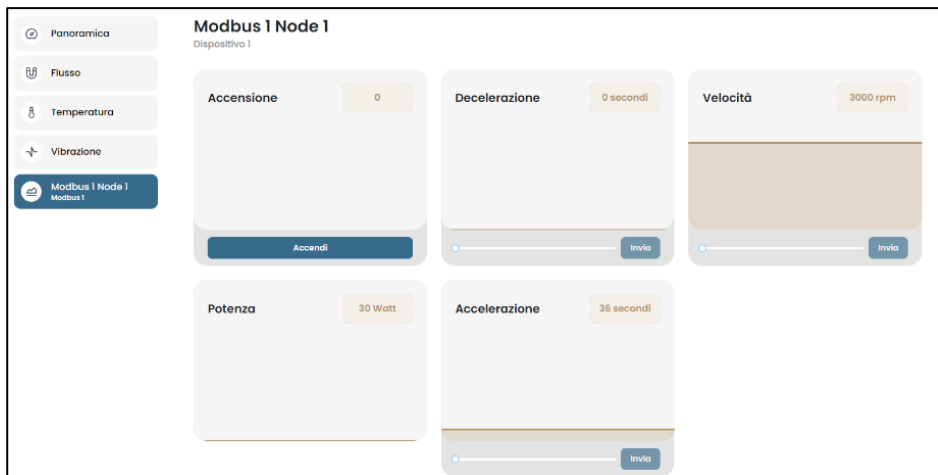 Panoramica
Flusso
Temperatura
Vibrazione
Modbus 1 Node 1
Modbus 1
Modbus 1 Node 1
Dispositivo 1
Accensione
0
Accendi
Decelerazione
0 secondi
Invia
Velocità
3000 rpm
Invia
Potenza
30 Watt
Accelerazione
36 secondi
Invia